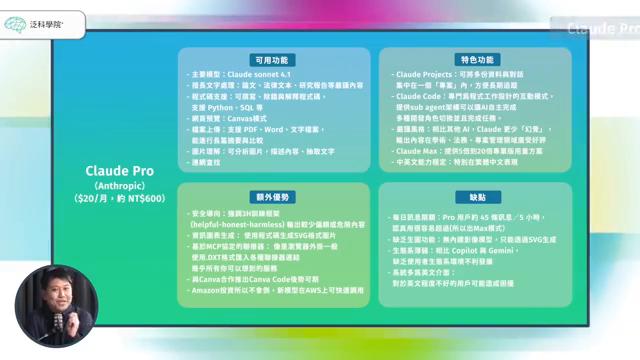 泛科學院
Claude Pro
Claude Pro
(Anthropic)
($20/月，約 NT$600)
可用功能
- 主要模型：Claude sonnet 4.1
- 擅長文字處理：論文、法律文本、研究報告等嚴謹內容
- 程式碼支援：可撰寫、除錯與解釋程式碼，
支援 Python、SQL 等
- 網頁預覽：Canvas模式
- 檔案上傳：支援 PDF、Word、文字檔案，
能進行長篇摘要與比較
- 圖片理解：可分析圖片，描述內容、抽取文字
- 連網查找
特色功能
- Claude Projects：可將多份資料與對話
集中在一個「專案」內，方便長期追蹤
- Claude Code：專門為程式工作設計的互動模式，
提供sub agent架構可以讓AI自主完成
多種開發角色切換並且完成任務。
- 嚴謹風格：相比其他 AI，Claude 更少「幻覺」，
輸出內容在學術、法務、專案管理領域廣受好評
- Claude Max：提供5倍到20倍專業版用量方案
- 中英文能力穩定：特別在繁體中文表現
額外優勢
- 安全導向：強調3H訓練框架
(helpful-honest-harmless) 輸出較少偏頗或危險內容
- 資訊圖表生成： 使用程式碼生成SVG格式圖片
- 基於MCP協定的聯接器： 像是瀏覽器外掛一般
使用.DXT格式匯入各種聊接器連結
幾乎所有你可以想到的服務
- 與Canva合作推出Canva Code後勢可期
- Amazon投資所以不會倒，新模型在AWS上可快速調用
缺點
- 每日訊息限額：Pro 用戶約 45 條訊息／5 小時，
認真用很容易超過(所以出Max模式)
- 缺乏生圖功能：無內建影像模型，只能透過SVG生成
- 生態系薄弱：相比 Copilot 與 Gemini，
缺乏使用者生態系環境不利發展
- 系統多為英文介面：
對於英文程度不好的用戶可能造成困擾